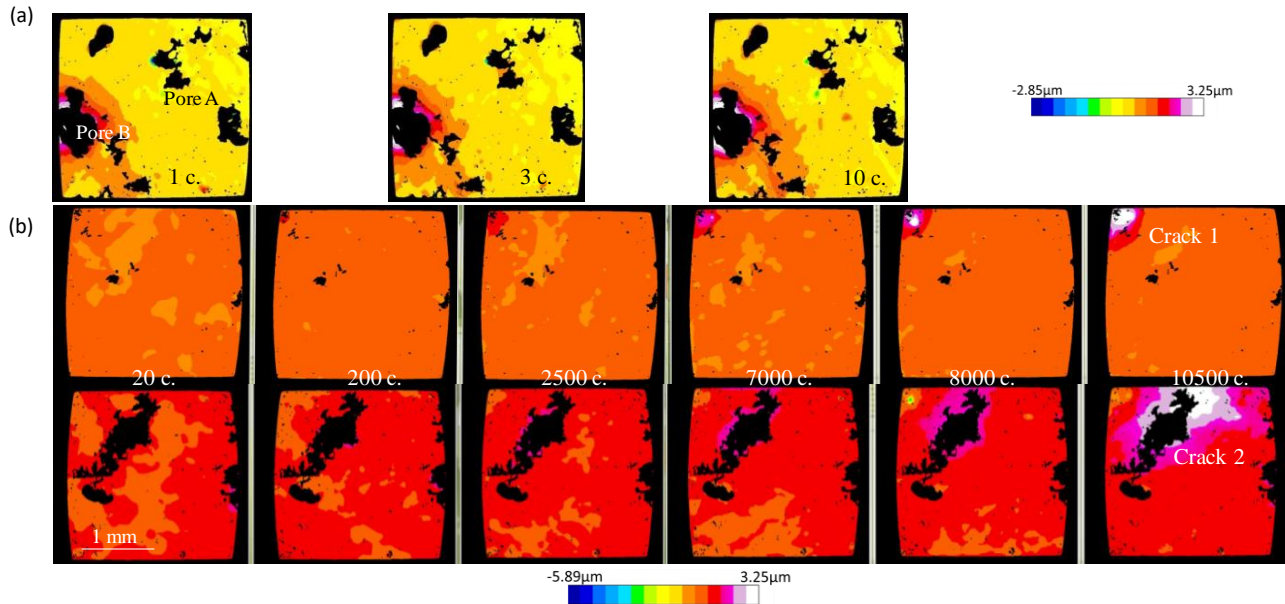 (a)
Pore A
Pore B
1 c.
3 c.
10 c.
-2.85µm
3.25µm
(b)
Crack 1
20 c.
200 c.
2500 c.
7000 c.
8000 c.
10500 c.
Crack 2
1 mm
-5.89µm
3.25µm